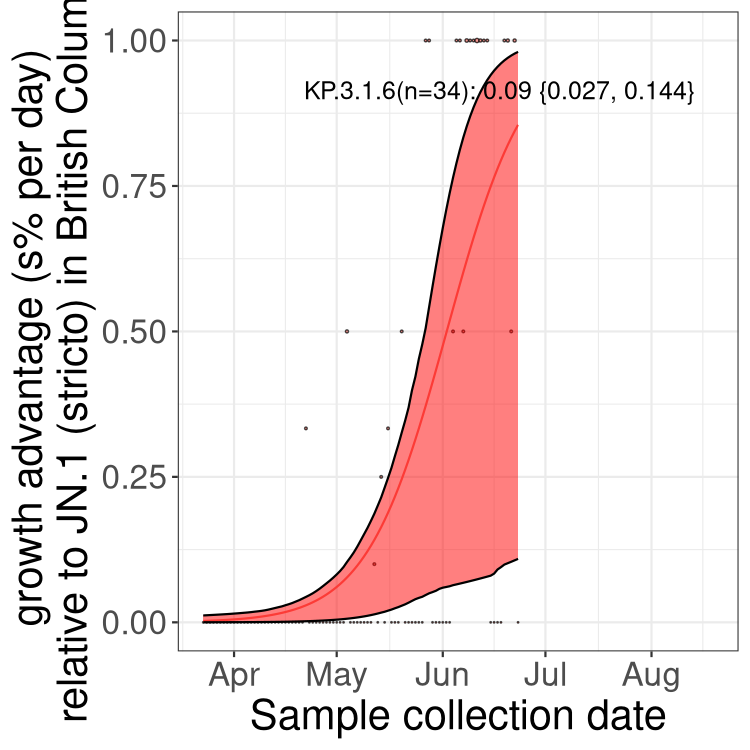 growth advantage (s% per day)
relative to JN.1 (stricto) in British Colum
1.00
0.75
0.50
0.25
0.00
KP.3.1.6(n=34): 0.09 {0.027, 0.144}
Apr May Jun Jul Aug
Sample collection date